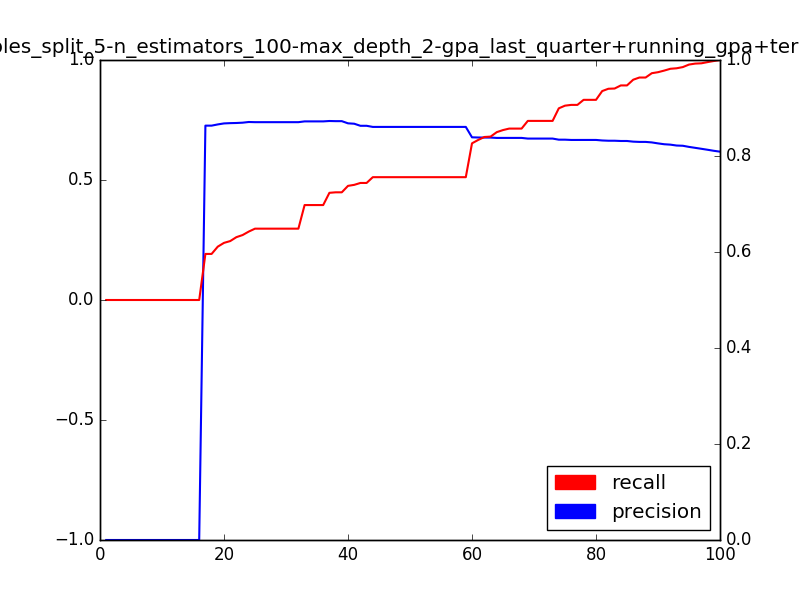 ples_split_5-n_estimators_100-max_depth_2-gpa_last_quarter+running_gpa+ter
1.0
0.5
0.0
−0.5
−1.0
1.0
0.8
0.6
0.4
0.2
0.0
0 20 40 60 80 100
recall
precision